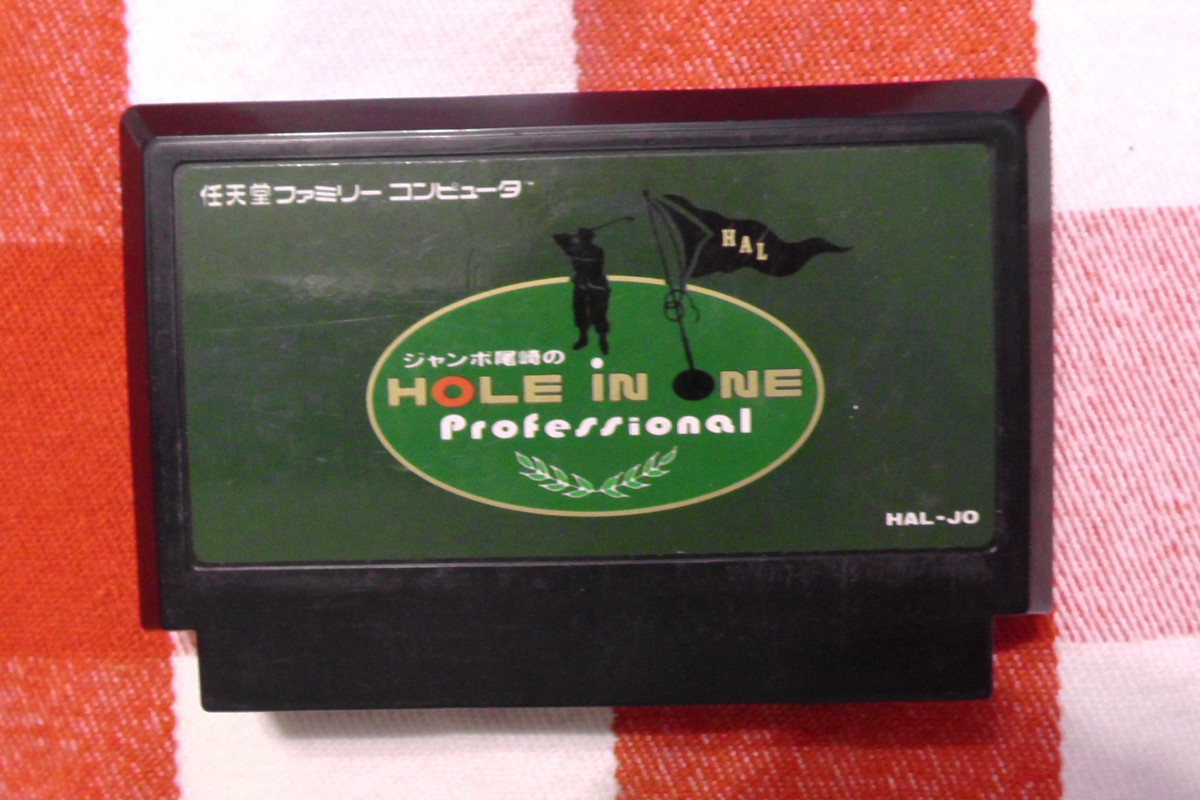 任天堂ファミリー コンピュータ™
HAL
ジャンボ尾崎の
HOLE iN ONE
Professional
HAL-JO